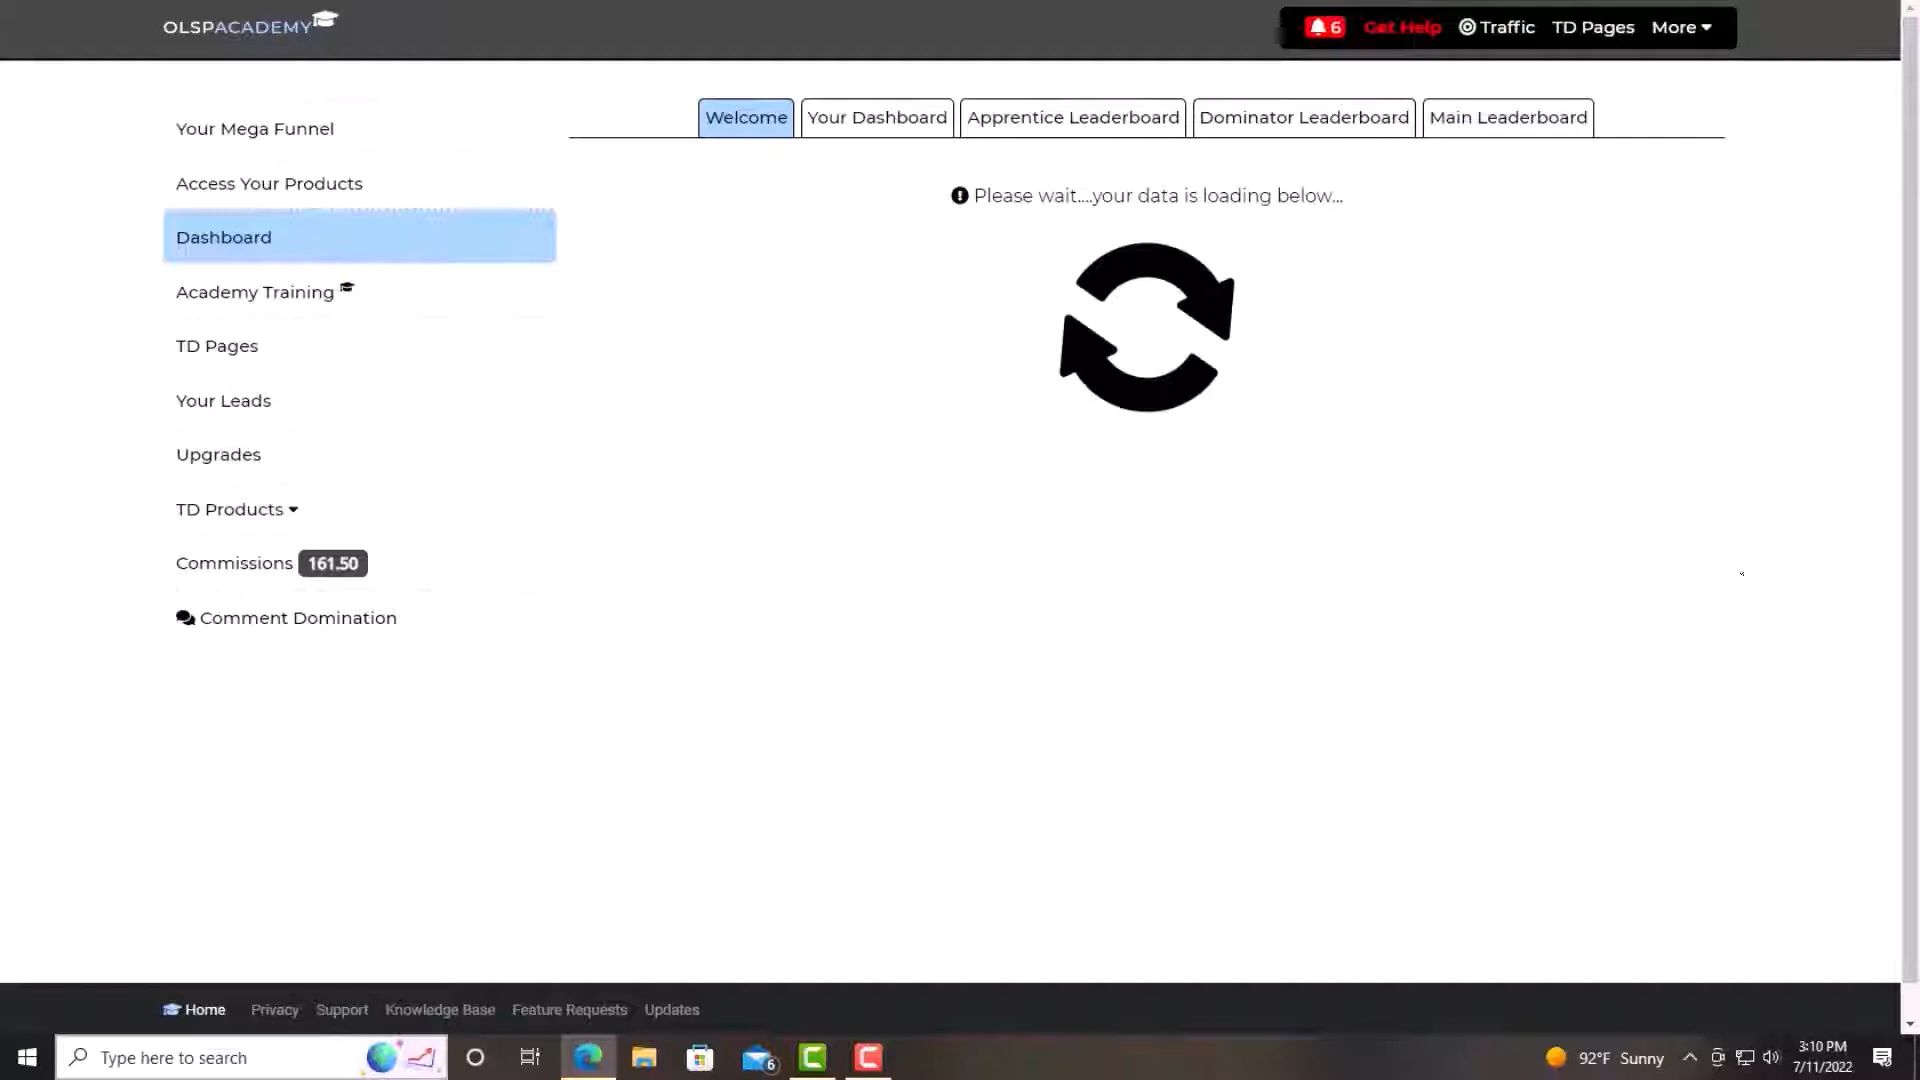 OLSPACADEMY
6 Get Help Traffic TD Pages More
Your Mega Funnel
Access Your Products
Dashboard
Academy Training
TD Pages
Your Leads
Upgrades
TD Products
Commissions 161.50
Comment Domination
Welcome Your Dashboard Apprentice Leaderboard Dominator Leaderboard Main Leaderboard
Please wait....your data is loading below...
Home Privacy Support Knowledge Base Feature Requests Updates
Type here to search
6
92°F Sunny
3:10 PM
7/11/2022